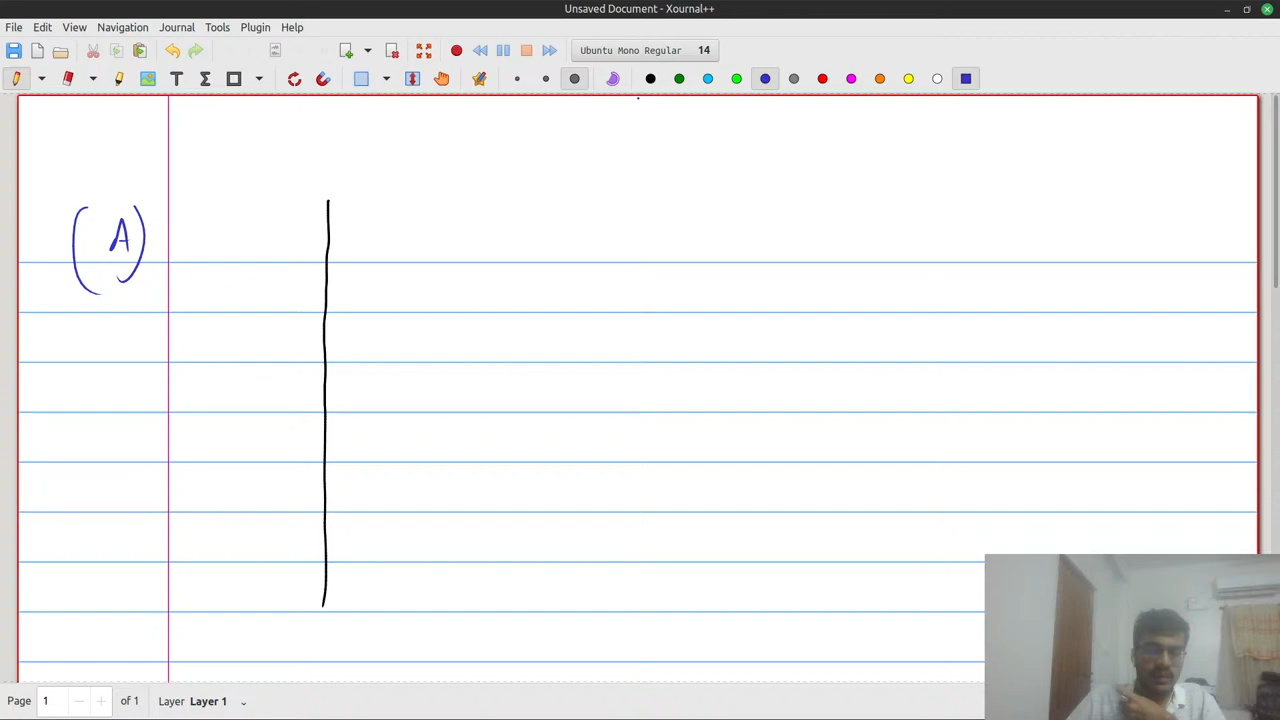 Unsaved Document - Xournal++
File Edit View Navigation Journal Tools Plugin Help
Ubuntu Mono Regular 14
(A)
Page 1 of 1 Layer Layer 1